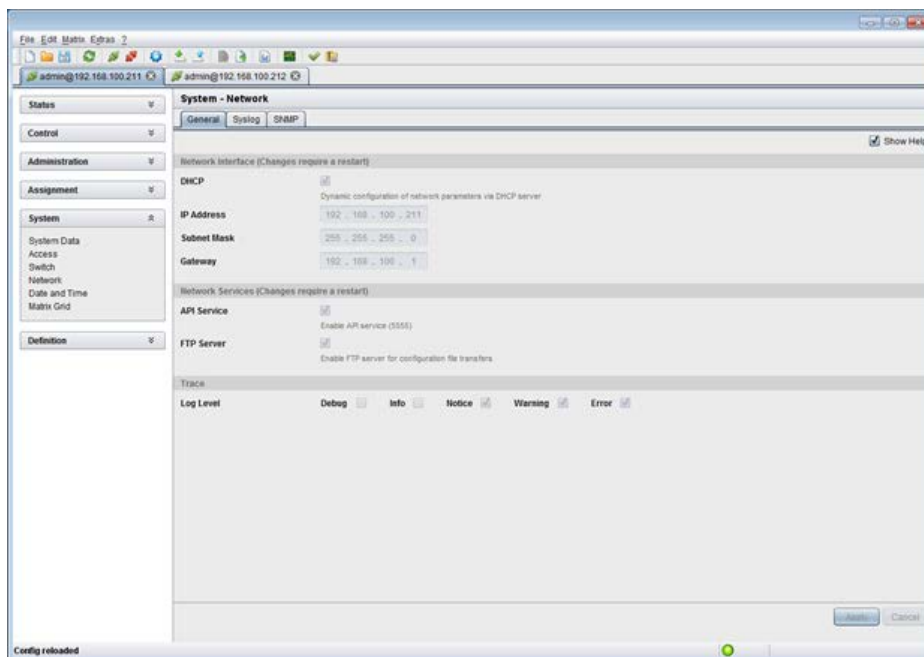 File Edit Matrix Extras ?
admin@192.168.100.211 admin@192.168.100.212
Status
Control
Administration
Assignment
System
System Data
Access
Switch
Network
Date and Time
Matrix Grid
Definition
System - Network
General Syslog SNMP
Show Help
Network Interface (Changes require a restart)
DHCP
Dynamic configuration of network parameters via DHCP server
IP Address 192 . 168 . 100 . 211
Subnet Mask 255 . 255 . 255 . 0
Gateway 192 . 168 . 100 . 1
Network Services (Changes require a restart)
API Service
Enable API service (5555)
FTP Server
Enable FTP server for configuration file transfers
Trace
Log Level Debug Info Notice Warning Error
Apply Cancel
Config reloaded